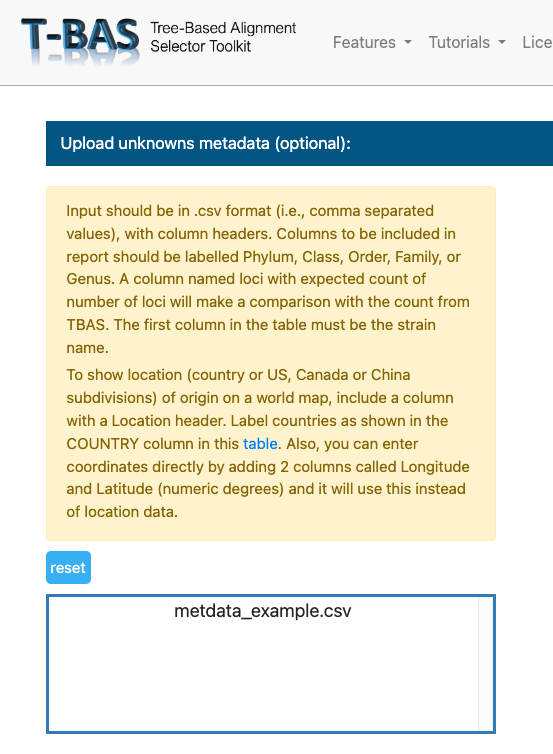 T-BAS Tree-Based Alignment
Selector Toolkit
Features Tutorials Lice
Upload unknowns metadata (optional):
Input should be in .csv format (i.e., comma separated
values), with column headers. Columns to be included in
report should be labelled Phylum, Class, Order, Family, or
Genus. A column named loci with expected count of
number of loci will make a comparison with the count from
TBAS. The first column in the table must be the strain
name.
To show location (country or US, Canada or China
subdivisions) of origin on a world map, include a column
with a Location header. Label countries as shown in the
COUNTRY column in this table. Also, you can enter
coordinates directly by adding 2 columns called Longitude
and Latitude (numeric degrees) and it will use this instead
of location data.
reset
metdata_example.csv